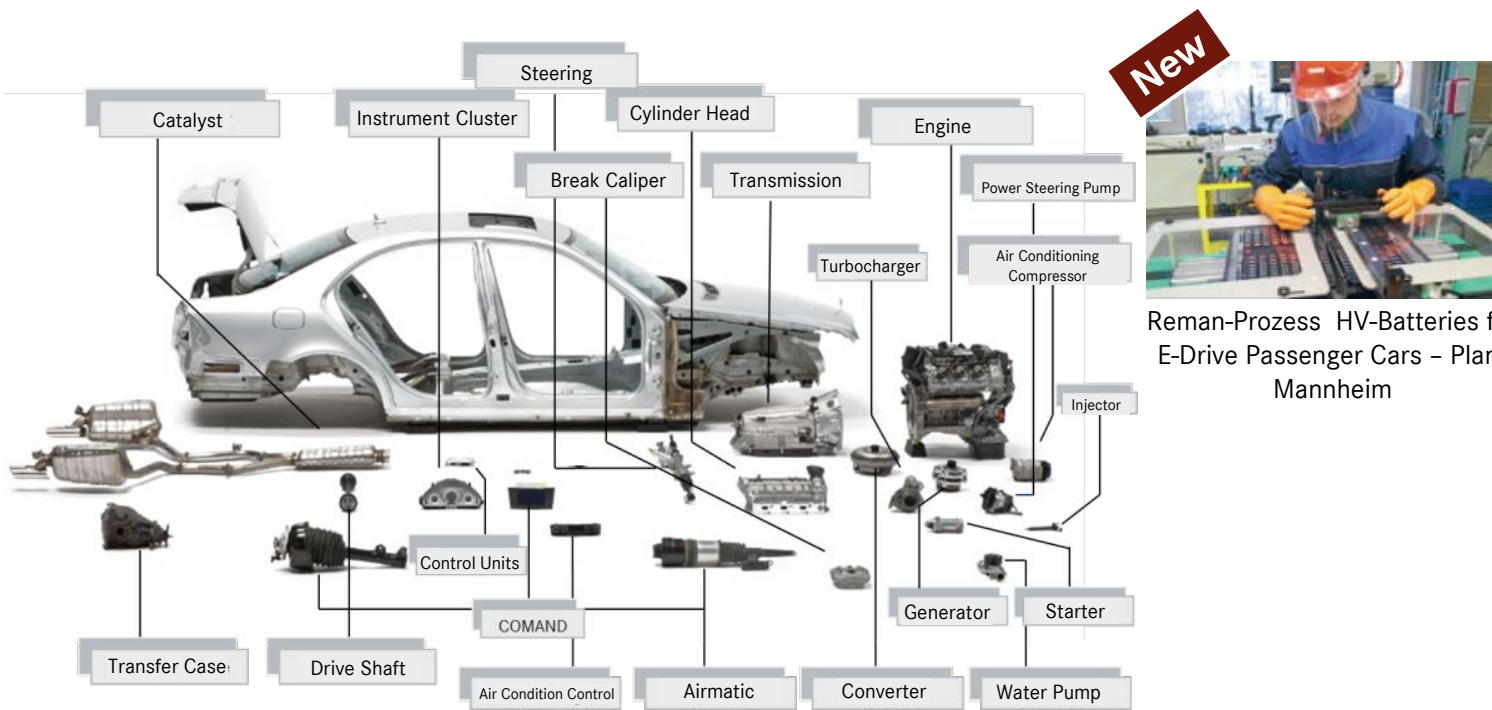 Steering
Catalyst
Instrument Cluster
Cylinder Head
Engine
New
Break Caliper
Transmission
Power Steering Pump
Turbocharger
Air Conditioning
Compressor
Reman-Prozess HV-Batteries f
E-Drive Passenger Cars – Plan
Mannheim
Injector
Control Units
COMAND
Generator
Starter
Transfer Case
Drive Shaft
Air Condition Control
Airmatic
Converter
Water Pump